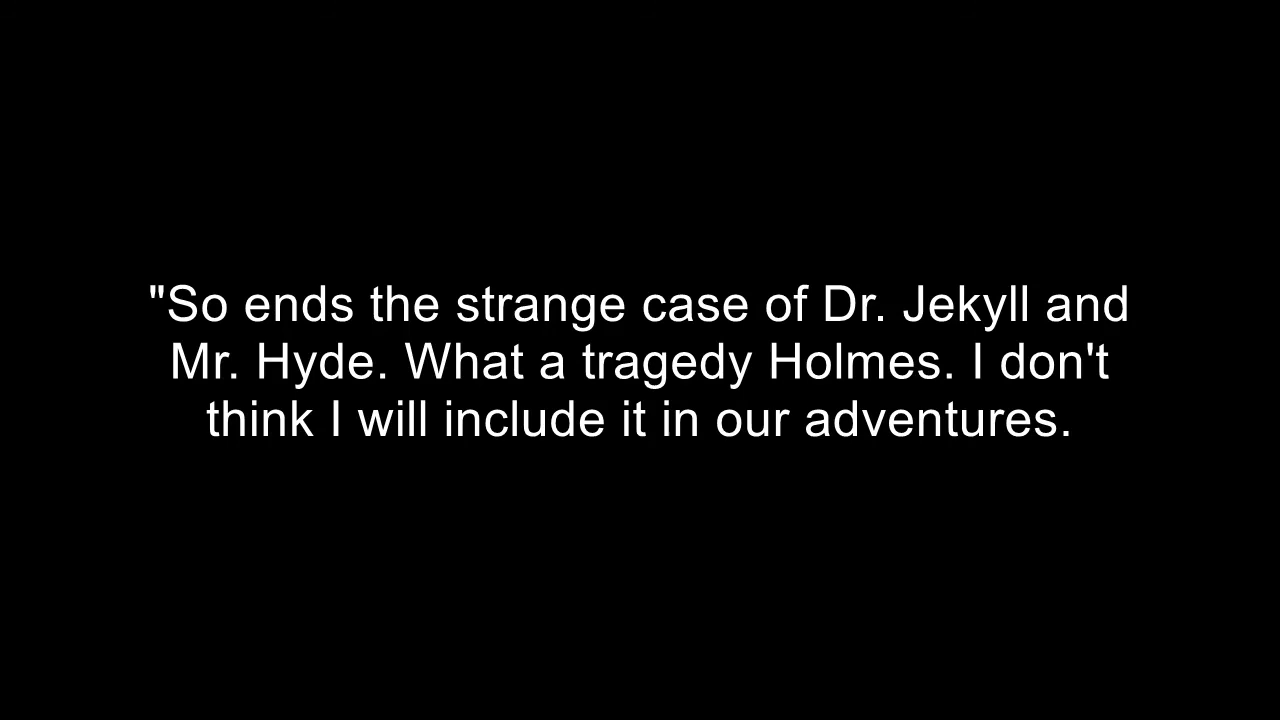 "So ends the strange case of Dr. Jekyll and
Mr. Hyde. What a tragedy Holmes. I don't
think I will include it in our adventures.